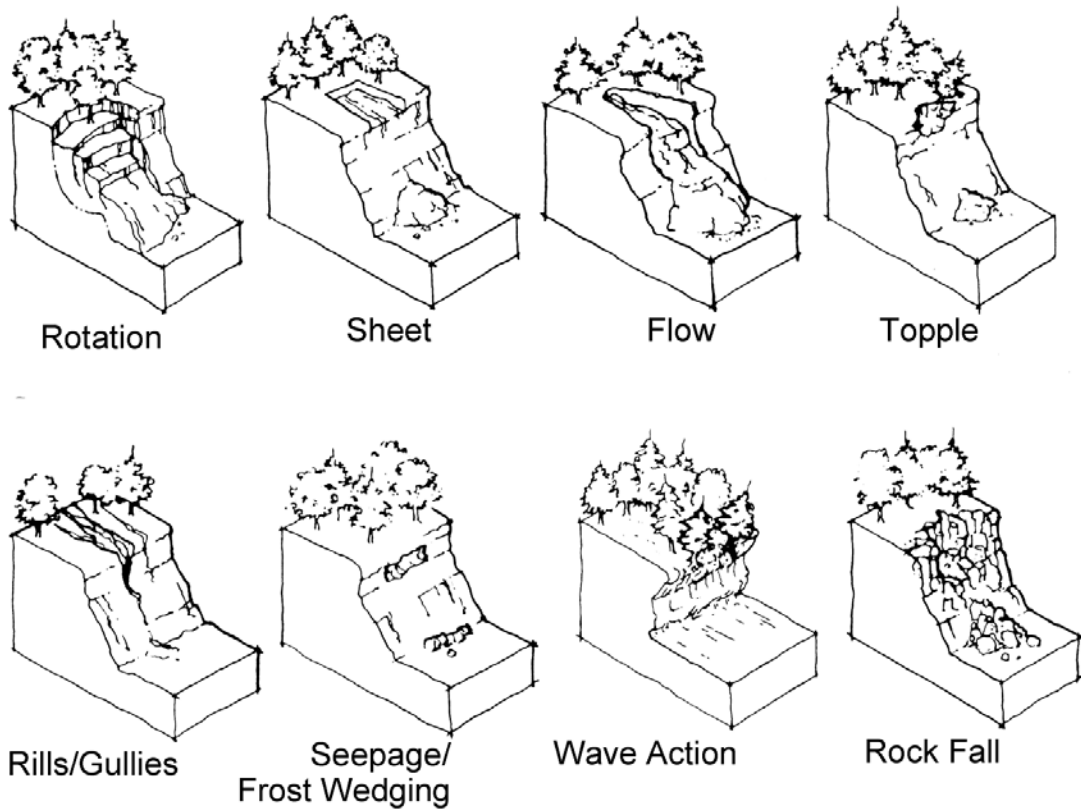 Rotation
Sheet
Flow
Topple
Rills/Gullies
Seepage/
Frost Wedging
Wave Action
Rock Fall